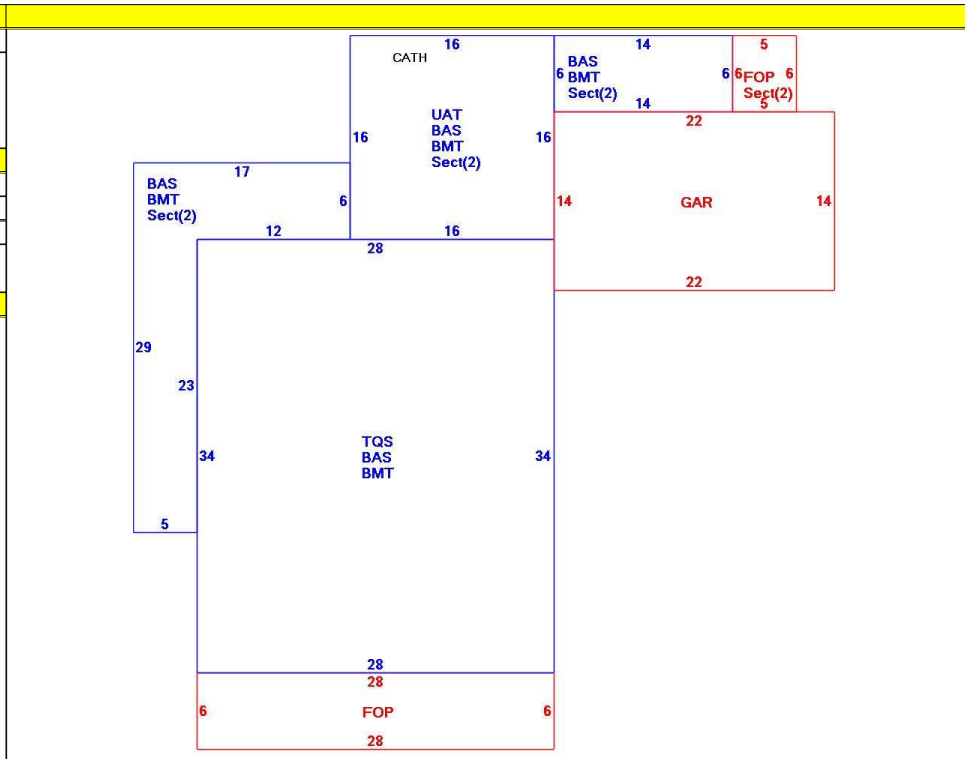 16
14
5
CATH
6
BAS
BMT
Sect(2)
6
6
FOP
Sect(2)
6
14
5
22
UAT
BAS
BMT
Sect(2)
16
16
17
BAS
BMT
Sect(2)
6
14
GAR
14
12
16
28
22
29
23
34
TQS
BAS
BMT
34
5
28
28
6
FOP
6
28